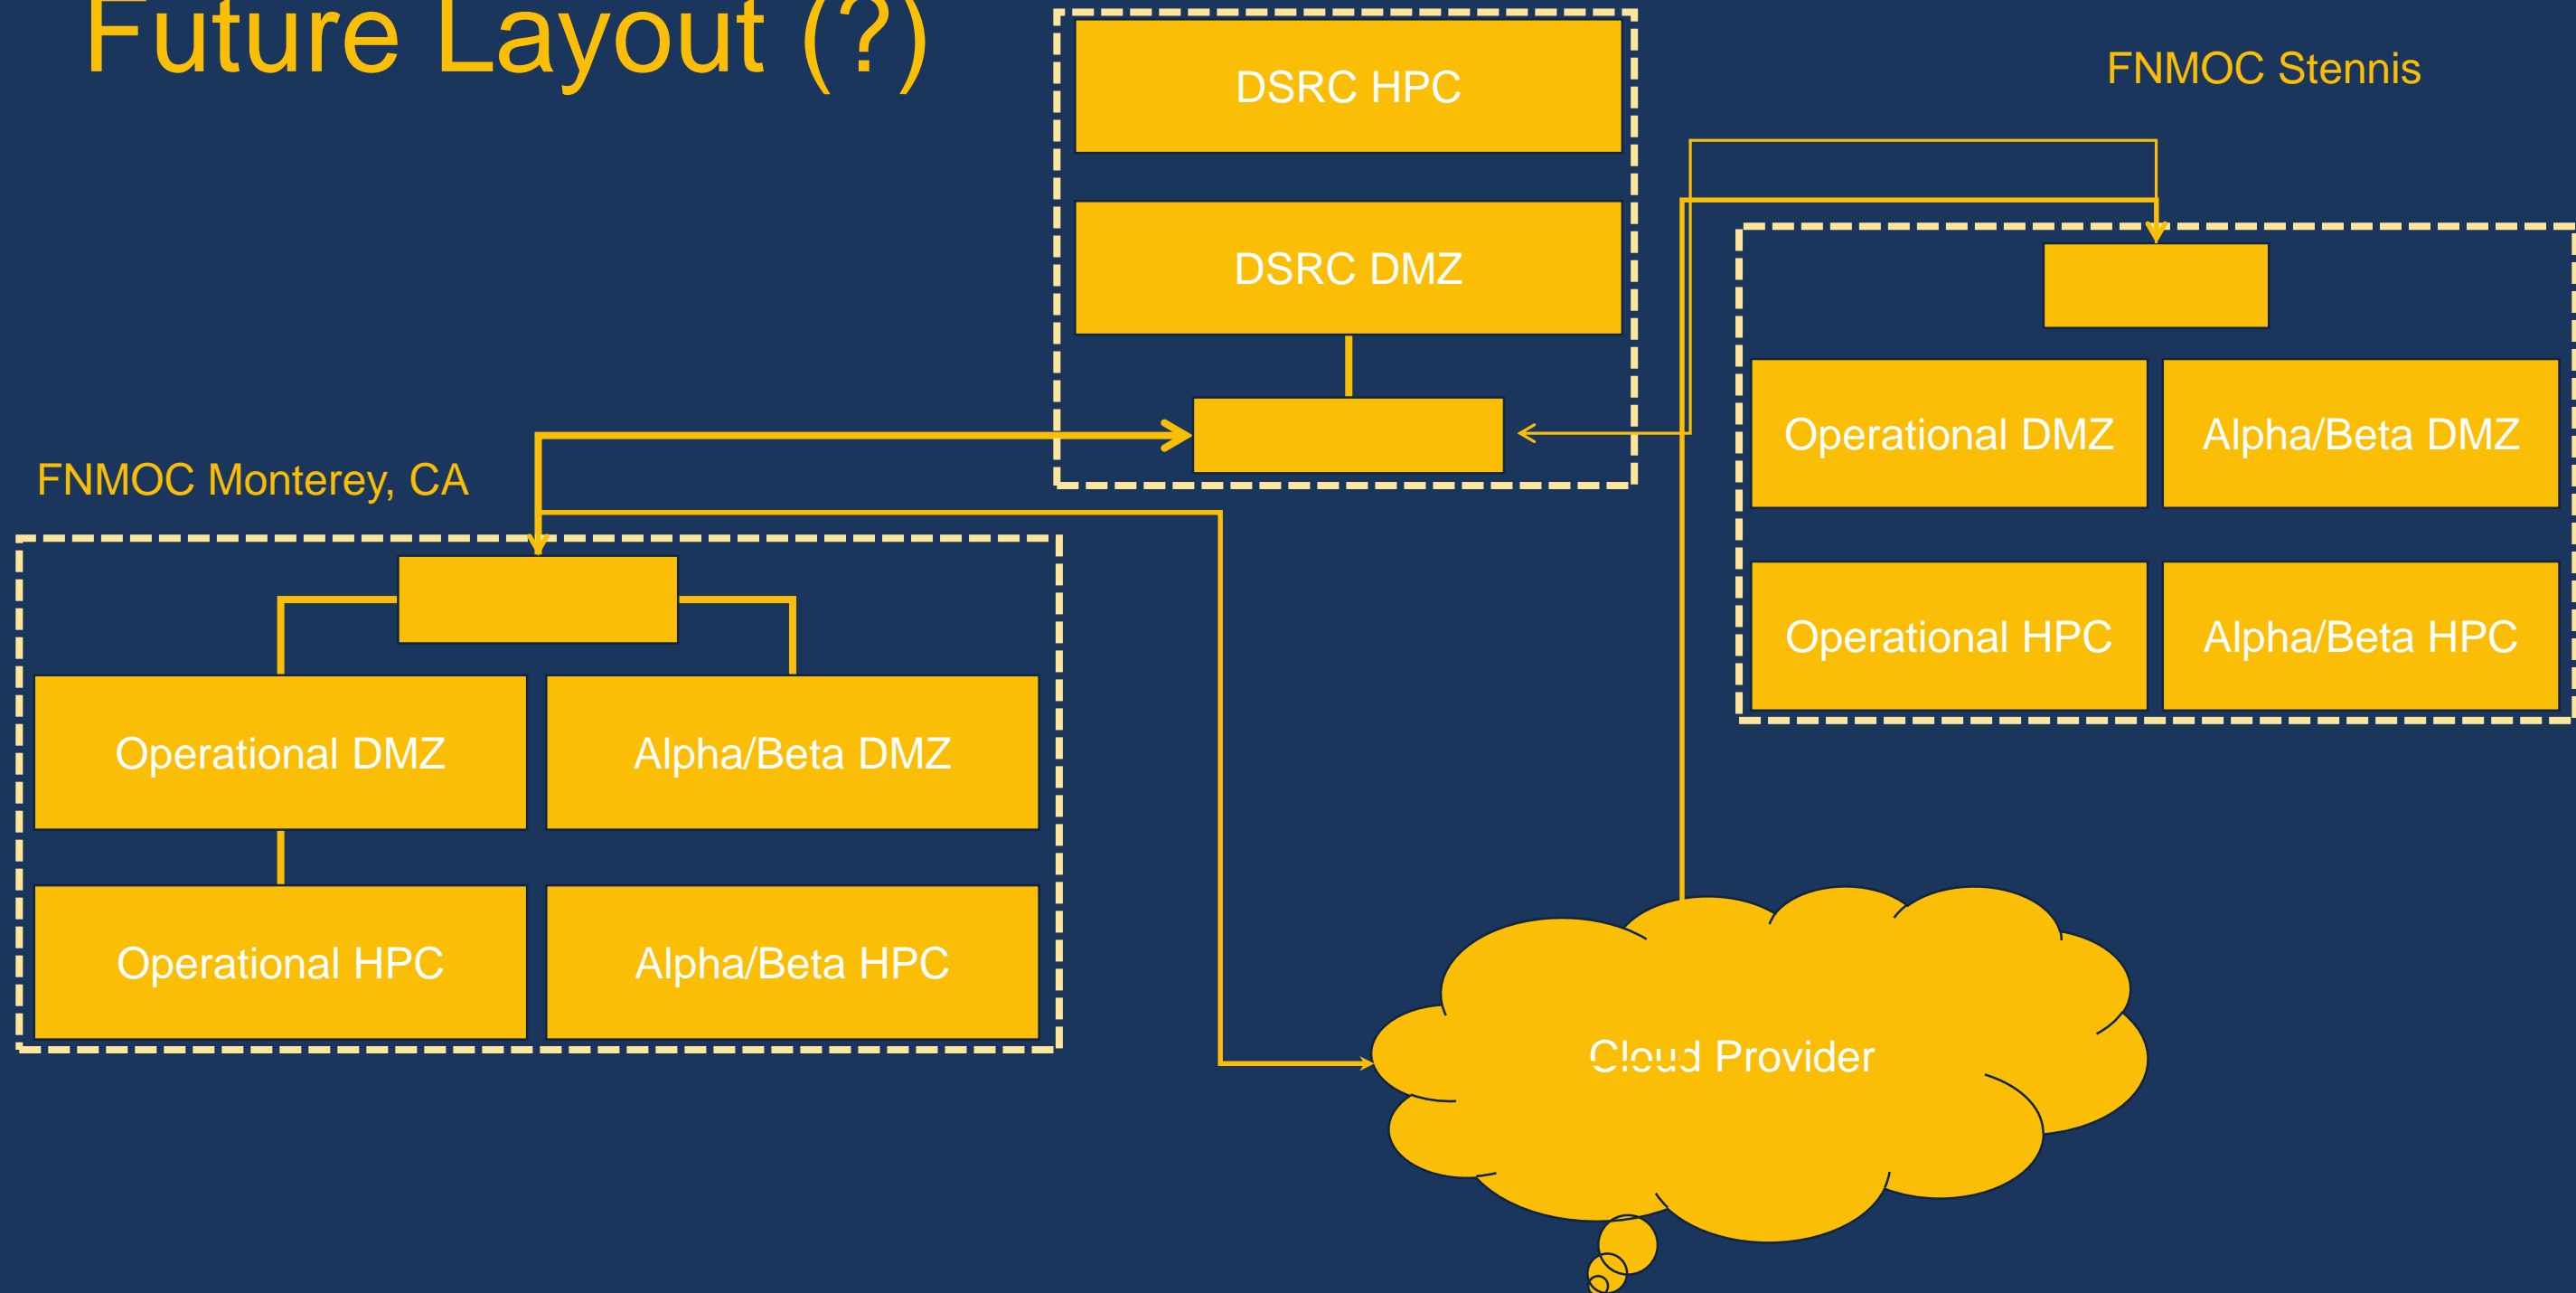 Future Layout (?)
DSRC HPC
FNMOC Stennis
DSRC DMZ
Operational DMZ
Alpha/Beta DMZ
FNMOC Monterey, CA
Operational HPC
Alpha/Beta HPC
Operational DMZ
Alpha/Beta DMZ
Operational HPC
Alpha/Beta HPC
Cloud Provider